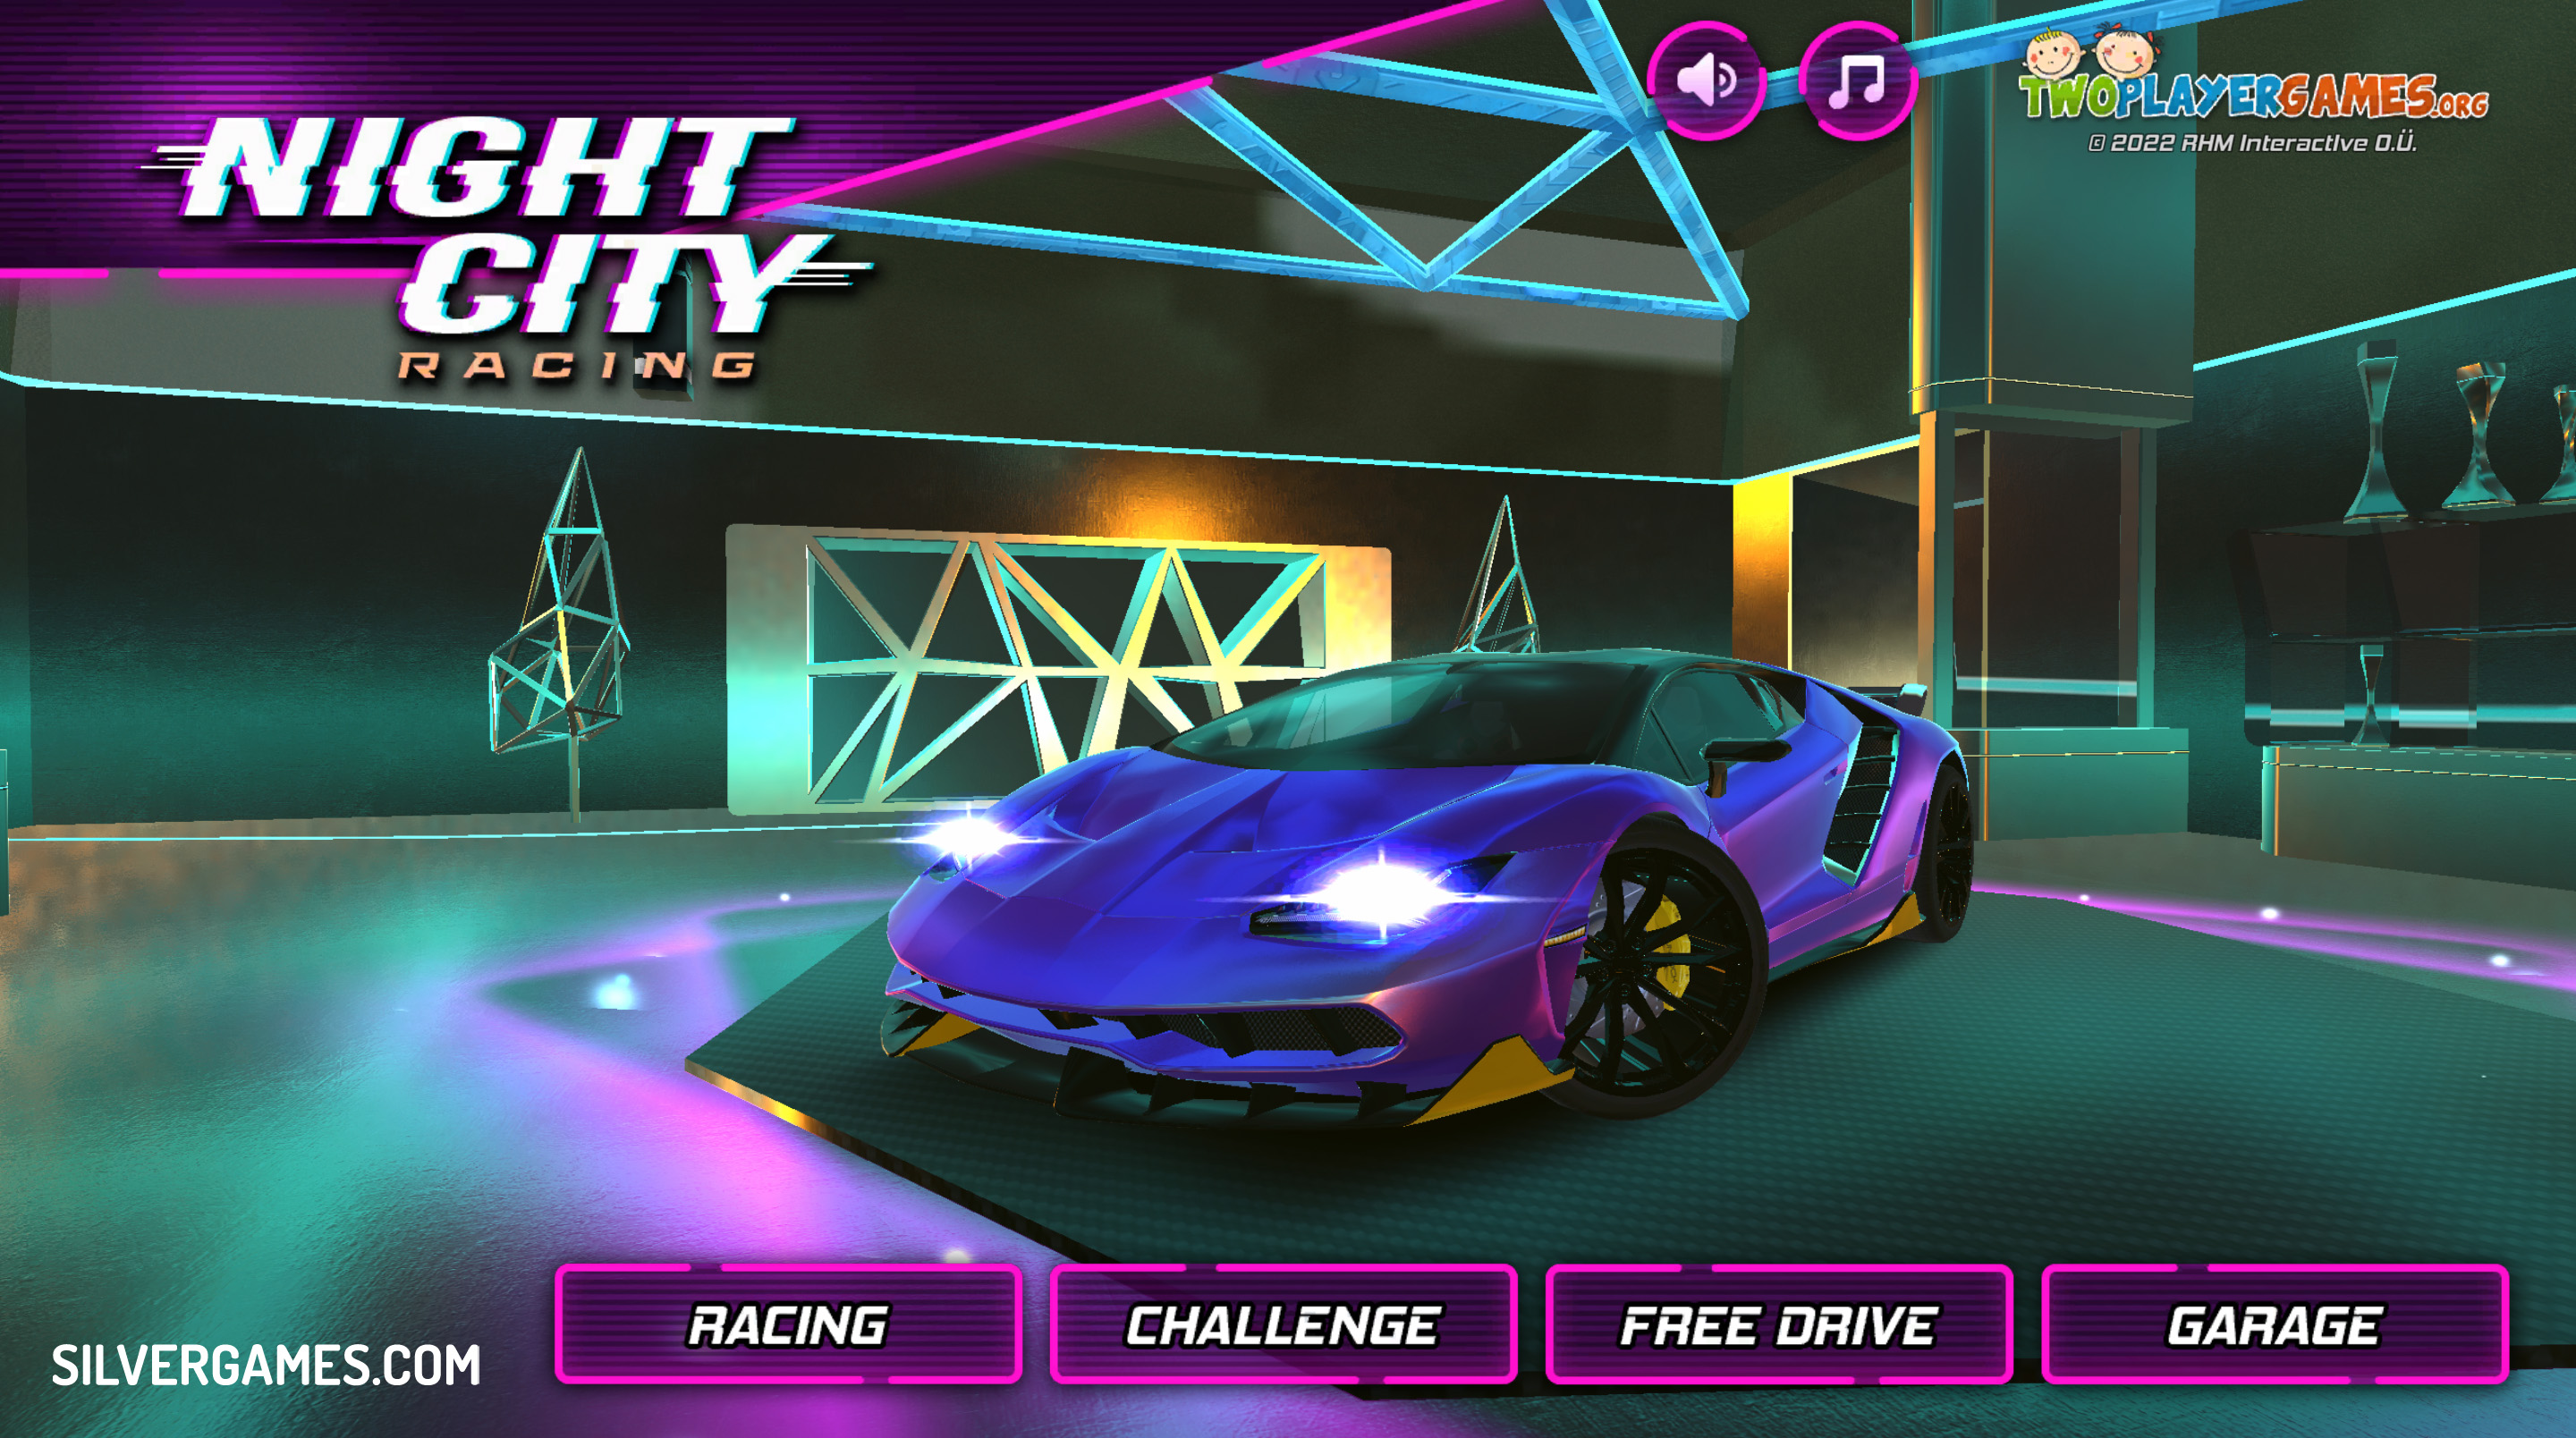 NIGHT
CITY
RACING
TWOPLAYERGAMES.ORG
© 2022 RHM Interactive O.Ü.
RACING
CHALLENGE
FREE DRIVE
GARAGE
SILVERGAMES.COM